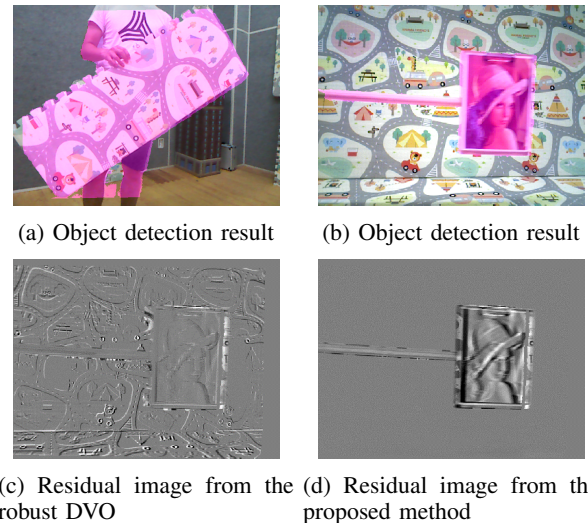 (a) Object detection result
(b) Object detection result
(c) Residual image from the
robust DVO
(d) Residual image from th
proposed method